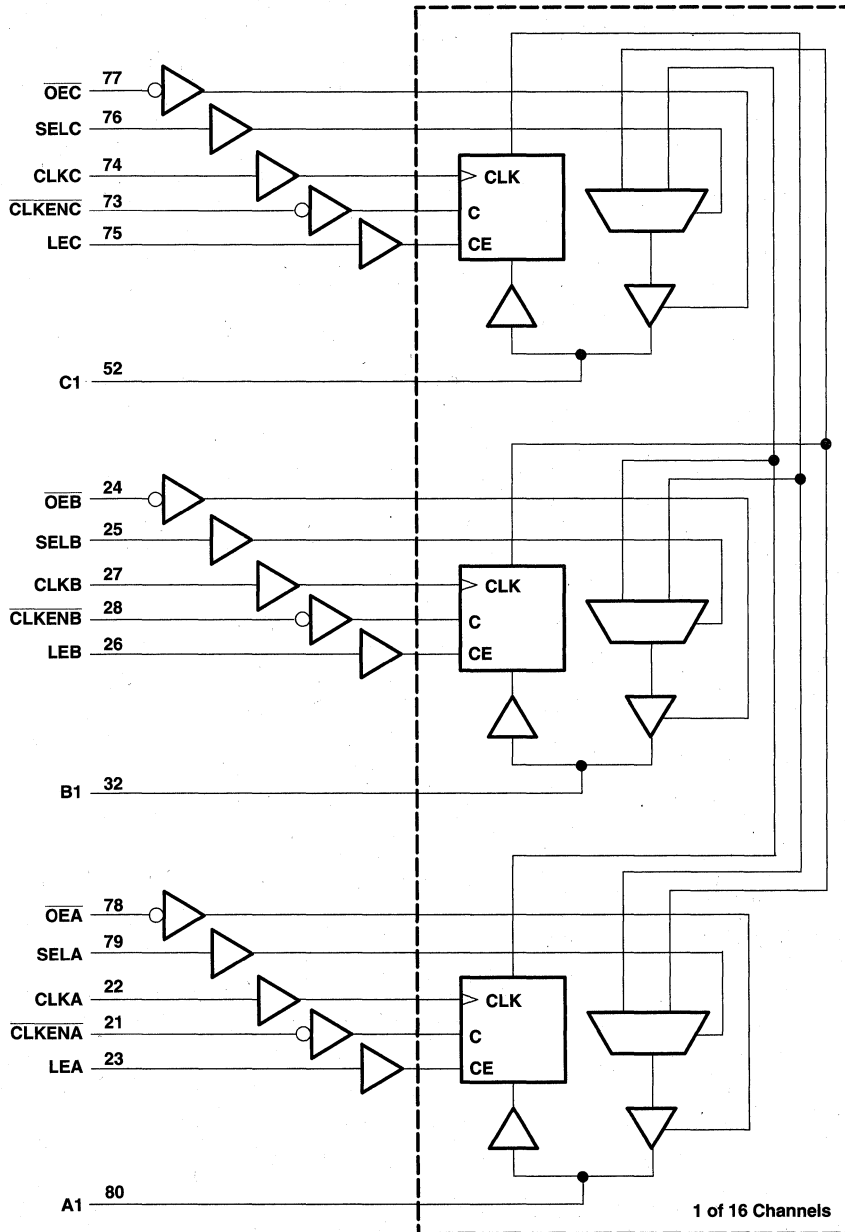 OEC 77
SELC 76
CLKC 74
CLKENC 73
LEC 75
CLK
C
CE
C1 52
OEB 24
SELB 25
CLKB 27
CLKENB 28
LEB 26
CLK
C
CE
B1 32
OEA 78
SELA 79
CLKA 22
CLKENA 21
LEA 23
CLK
C
CE
A1 80
1 of 16 Channels